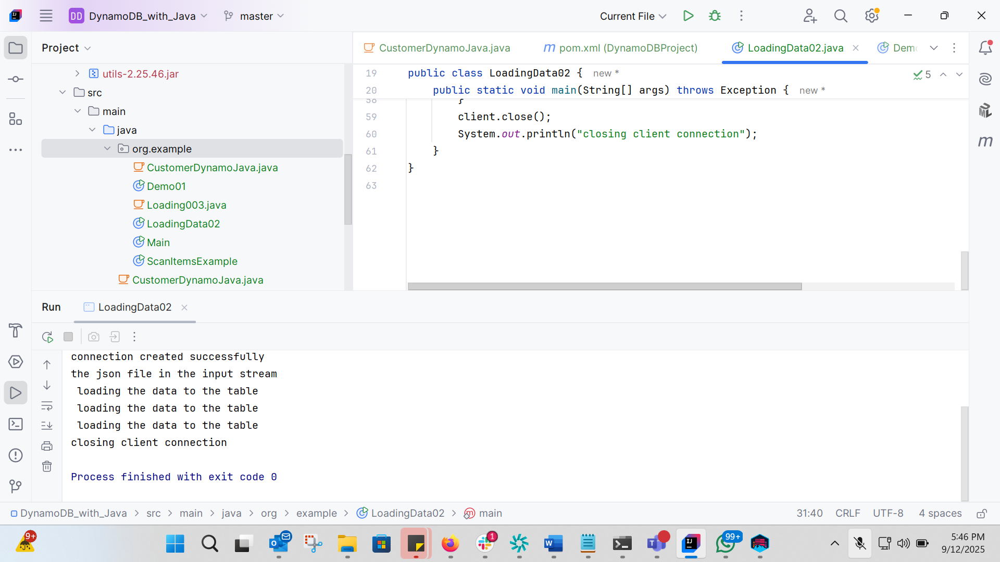 DD DynamoDB_with_Java master Current File
Project
CustomerDynamoJava.java pom.xml (DynamoDBProject) LoadingData02.java
utils-2.25.46.jar
src
main
java
org.example
CustomerDynamoJava.java
Demo01
Loading003.java
LoadingData02
Main
ScanItemsExample
CustomerDynamoJava.java
19 public class LoadingData02 { new *
5
20 public static void main(String[] args) throws Exception { new *
58 }
59 client.close();
60 System.out.println("closing client connection");
61 }
62 }
63
Run LoadingData02
connection created successfully
the json file in the input stream
loading the data to the table
loading the data to the table
loading the data to the table
closing client connection
Process finished with exit code 0
DynamoDB_with_Java > src > main > java > org > example > LoadingData02 > main
31:40 CRLF UTF-8 4 spaces
9+
1
99+
5:46 PM
9/12/2025